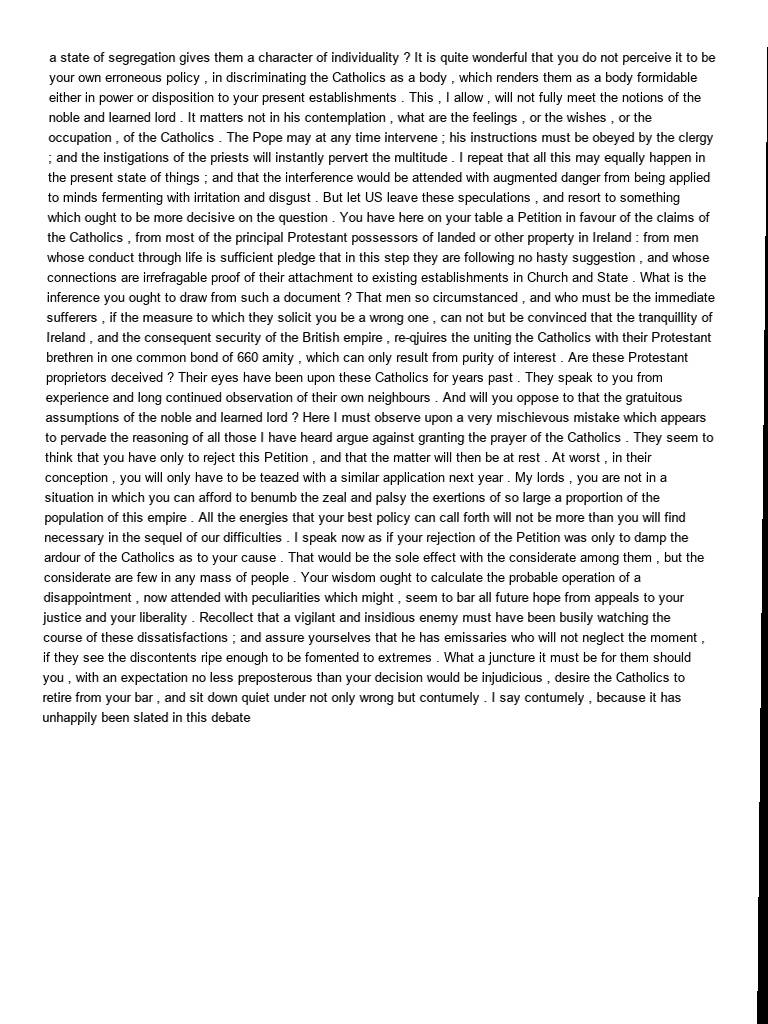 a state of segregation gives them a character of individuality ? It is quite wonderful that you do not perceive it to be
your own erroneous policy , in discriminating the Catholics as a body , which renders them as a body formidable
either in power or disposition to your present establishments . This , I allow , will not fully meet the notions of the
noble and learned lord . It matters not in his contemplation , what are the feelings , or the wishes , or the
occupation , of the Catholics . The Pope may at any time intervene ; his instructions must be obeyed by the clergy
; and the instigations of the priests will instantly pervert the multitude . I repeat that all this may equally happen in
the present state of things ; and that the interference would be attended with augmented danger from being applied
to minds fermenting with irritation and disgust . But let US leave these speculations , and resort to something
which ought to be more decisive on the question . You have here on your table a Petition in favour of the claims of
the Catholics , from most of the principal Protestant possessors of landed or other property in Ireland : from men
whose conduct through life is sufficient pledge that in this step they are following no hasty suggestion , and whose
connections are irrefragable proof of their attachment to existing establishments in Church and State . What is the
inference you ought to draw from such a document ? That men so circumstanced , and who must be the immediate
sufferers , if the measure to which they solicit you be a wrong one , can not but be convinced that the tranquillity of
Ireland , and the consequent security of the British empire , re-qjuires the uniting the Catholics with their Protestant
brethren in one common bond of 660 amity , which can only result from purity of interest . Are these Protestant
proprietors deceived ? Their eyes have been upon these Catholics for years past . They speak to you from
experience and long continued observation of their own neighbours . And will you oppose to that the gratuitous
assumptions of the noble and learned lord ? Here I must observe upon a very mischievous mistake which appears
to pervade the reasoning of all those I have heard argue against granting the prayer of the Catholics . They seem to
think that you have only to reject this Petition , and that the matter will then be at rest . At worst , in their
conception , you will only have to be teazed with a similar application next year . My lords , you are not in a
situation in which you can afford to benumb the zeal and palsy the exertions of so large a proportion of the
population of this empire . All the energies that your best policy can call forth will not be more than you will find
necessary in the sequel of our difficulties . I speak now as if your rejection of the Petition was only to damp the
ardour of the Catholics as to your cause . That would be the sole effect with the considerate among them , but the
considerate are few in any mass of people . Your wisdom ought to calculate the probable operation of a
disappointment , now attended with peculiarities which might , seem to bar all future hope from appeals to your
justice and your liberality . Recollect that a vigilant and insidious enemy must have been busily watching the
course of these dissatisfactions ; and assure yourselves that he has emissaries who will not neglect the moment ,
if they see the discontents ripe enough to be fomented to extremes . What a juncture it must be for them should
you , with an expectation no less preposterous than your decision would be injudicious , desire the Catholics to
retire from your bar , and sit down quiet under not only wrong but contumely . I say contumely , because it has
unhappily been slated in this debate